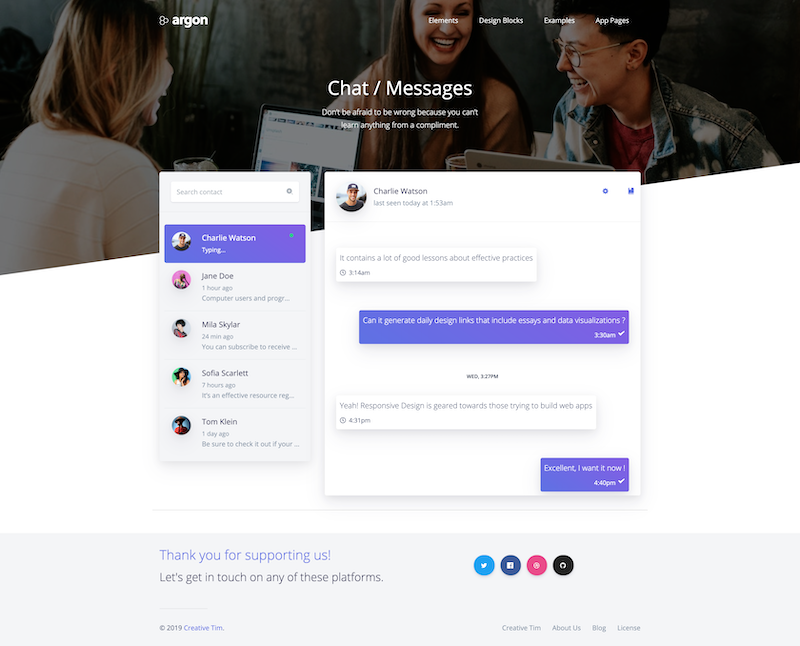 argon
Elements Design Blocks Examples App Pages
Chat / Messages
Don't be afraid to be wrong because you can't
learn anything from a compliment.
Search contact
Charlie Watson
Typing...
Jane Doe
1 hour ago
Computer users and progr...
Mila Skylar
24 min ago
You can subscribe to receive ...
Sofia Scarlett
7 hours ago
It's an effective resource reg...
Tom Klein
1 day ago
Be sure to check it out if your ...
Charlie Watson
last seen today at 1:53am
It contains a lot of good lessons about effective practices
3:14am
Can it generate daily design links that include essays and data visualizations ?
3:30am
WED, 3:27PM
Yeah! Responsive Design is geared towards those trying to build web apps
4:31pm
Excellent, I want it now !
4:40pm
Thank you for supporting us!
Let's get in touch on any of these platforms.
© 2019 Creative Tim.
Creative Tim About Us Blog License